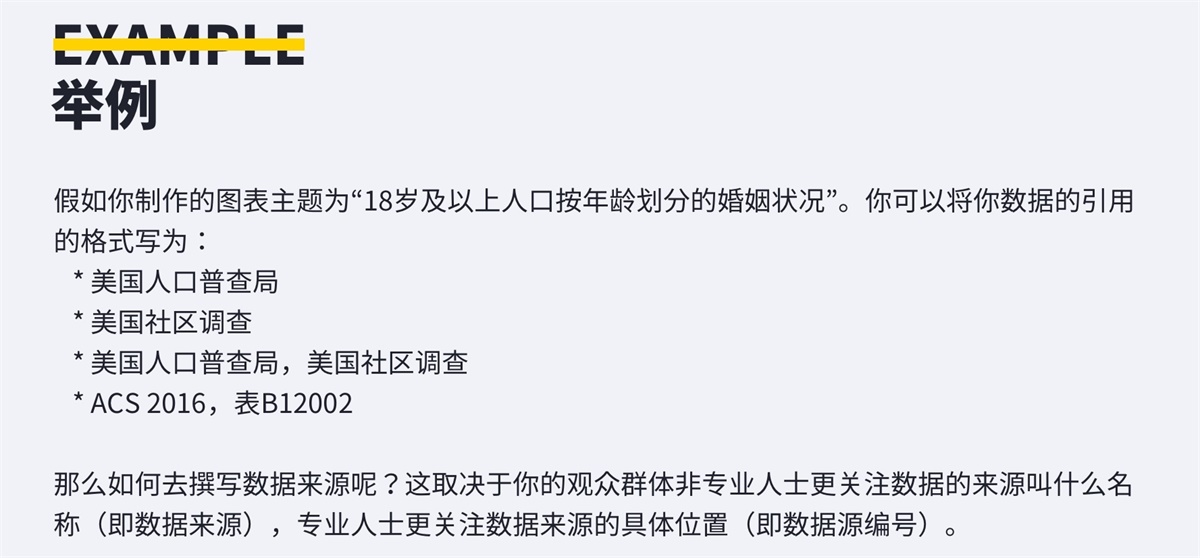 EXAMPLE
举例
假如你制作的图表主题为“18岁及以上人口按年龄划分的婚姻状况”。你可以将你数据的引用
的格式写为：
* 美国人口普查局
* 美国社区调查
* 美国人口普查局，美国社区调查
* ACS 2016，表B12002
那么如何去撰写数据来源呢？这取决于你的观众群体非专业人士更关注数据的来源叫什么名
称（即数据来源），专业人士更关注数据来源的具体位置（即数据源编号）。